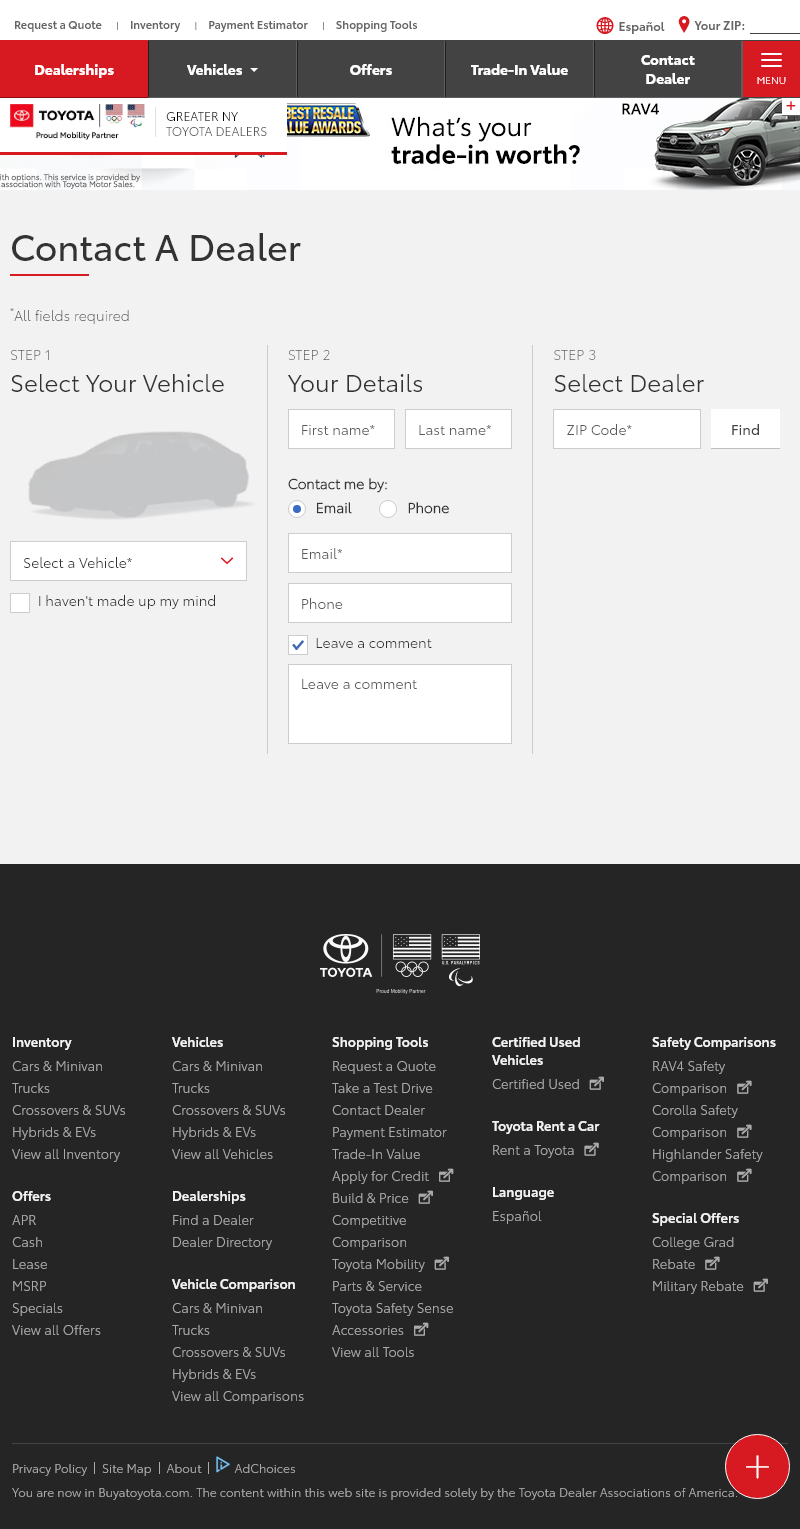 Request a Quote | Inventory | Payment Estimator | Shopping Tools
Español Your ZIP:
Dealerships Vehicles Offers Trade-In Value Contact Dealer MENU
TOYOTA
Proud Mobility Partner
GREATER NY
TOYOTA DEALERS
BEST RESALE
LUE AWARDS
What's your
trade-in worth?
RAV4
ith options. This service is provided by
association with Toyota Motor Sales.
Contact A Dealer
*All fields required
STEP 1
Select Your Vehicle
Select a Vehicle*
I haven't made up my mind
STEP 2
Your Details
First name* Last name*
Contact me by:
Email Phone
Email*
Phone
Leave a comment
Leave a comment
STEP 3
Select Dealer
ZIP Code* Find
TOYOTA
U.S. PARALYMPICS
Proud Mobility Partner
Inventory
Cars & Minivan
Trucks
Crossovers & SUVs
Hybrids & EVs
View all Inventory
Offers
APR
Cash
Lease
MSRP
Specials
View all Offers
Vehicles
Cars & Minivan
Trucks
Crossovers & SUVs
Hybrids & EVs
View all Vehicles
Dealerships
Find a Dealer
Dealer Directory
Vehicle Comparison
Cars & Minivan
Trucks
Crossovers & SUVs
Hybrids & EVs
View all Comparisons
Shopping Tools
Request a Quote
Take a Test Drive
Contact Dealer
Payment Estimator
Trade-In Value
Apply for Credit
Build & Price
Competitive
Comparison
Toyota Mobility
Parts & Service
Toyota Safety Sense
Accessories
View all Tools
Certified Used
Vehicles
Certified Used
Toyota Rent a Car
Rent a Toyota
Language
Español
Safety Comparisons
RAV4 Safety
Comparison
Corolla Safety
Comparison
Highlander Safety
Comparison
Special Offers
College Grad
Rebate
Military Rebate
Privacy Policy | Site Map | About | AdChoices
You are now in Buyatoyota.com. The content within this web site is provided solely by the Toyota Dealer Associations of America.